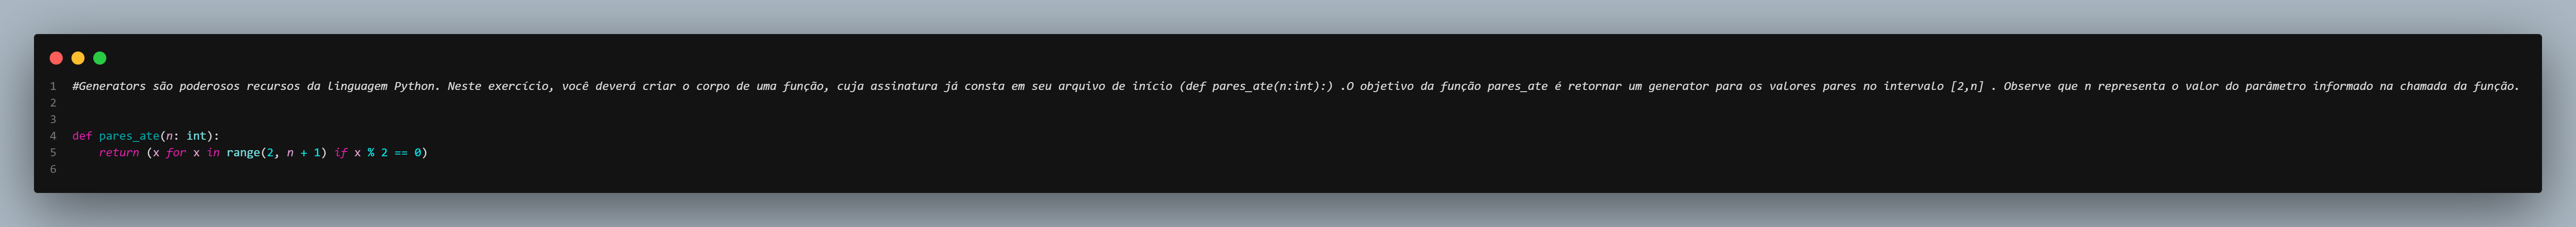 1 #Generators são poderosos recursos da linguagem Python. Neste exercício, você deverá criar o corpo de uma função, cuja assinatura já consta em seu arquivo de início (def pares_ate(n:int):) .O objetivo da função pares_ate é retornar um generator para os valores pares no intervalo [2,n] . Observe que n representa o valor do parâmetro informado na chamada da função.
2
3
4 def pares_ate(n: int):
5     return (x for x in range(2, n + 1) if x % 2 == 0)
6